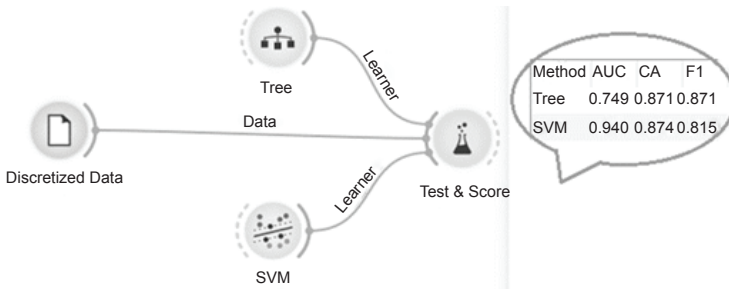 Tree
Learner
Data
Discretized Data
Learner
Test & Score
SVM
Method AUC CA F1
Tree 0.749 0.871 0.871
SVM 0.940 0.874 0.815